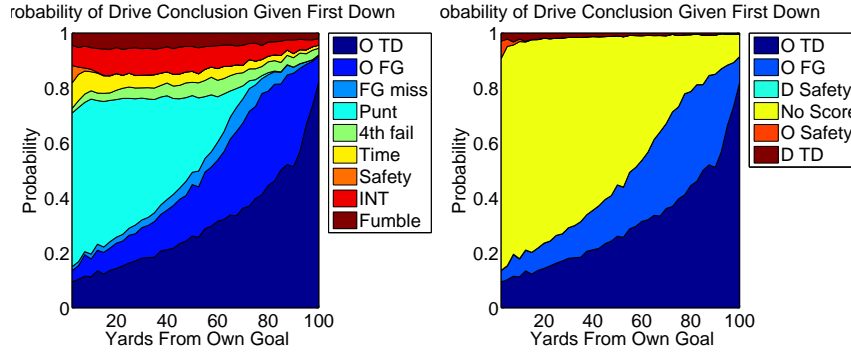 robability of Drive Conclusion Given First Down
1
0.8
0.6
0.4
0.2
0
Probability
20 40 60 80 100
Yards From Own Goal
O TD
O FG
FG miss
Punt
4th fail
Time
Safety
INT
Fumble
obability of Drive Conclusion Given First Down
1
0.8
0.6
0.4
0.2
0
Probability
20 40 60 80 100
Yards From Own Goal
O TD
O FG
D Safety
No Score
O Safety
D TD